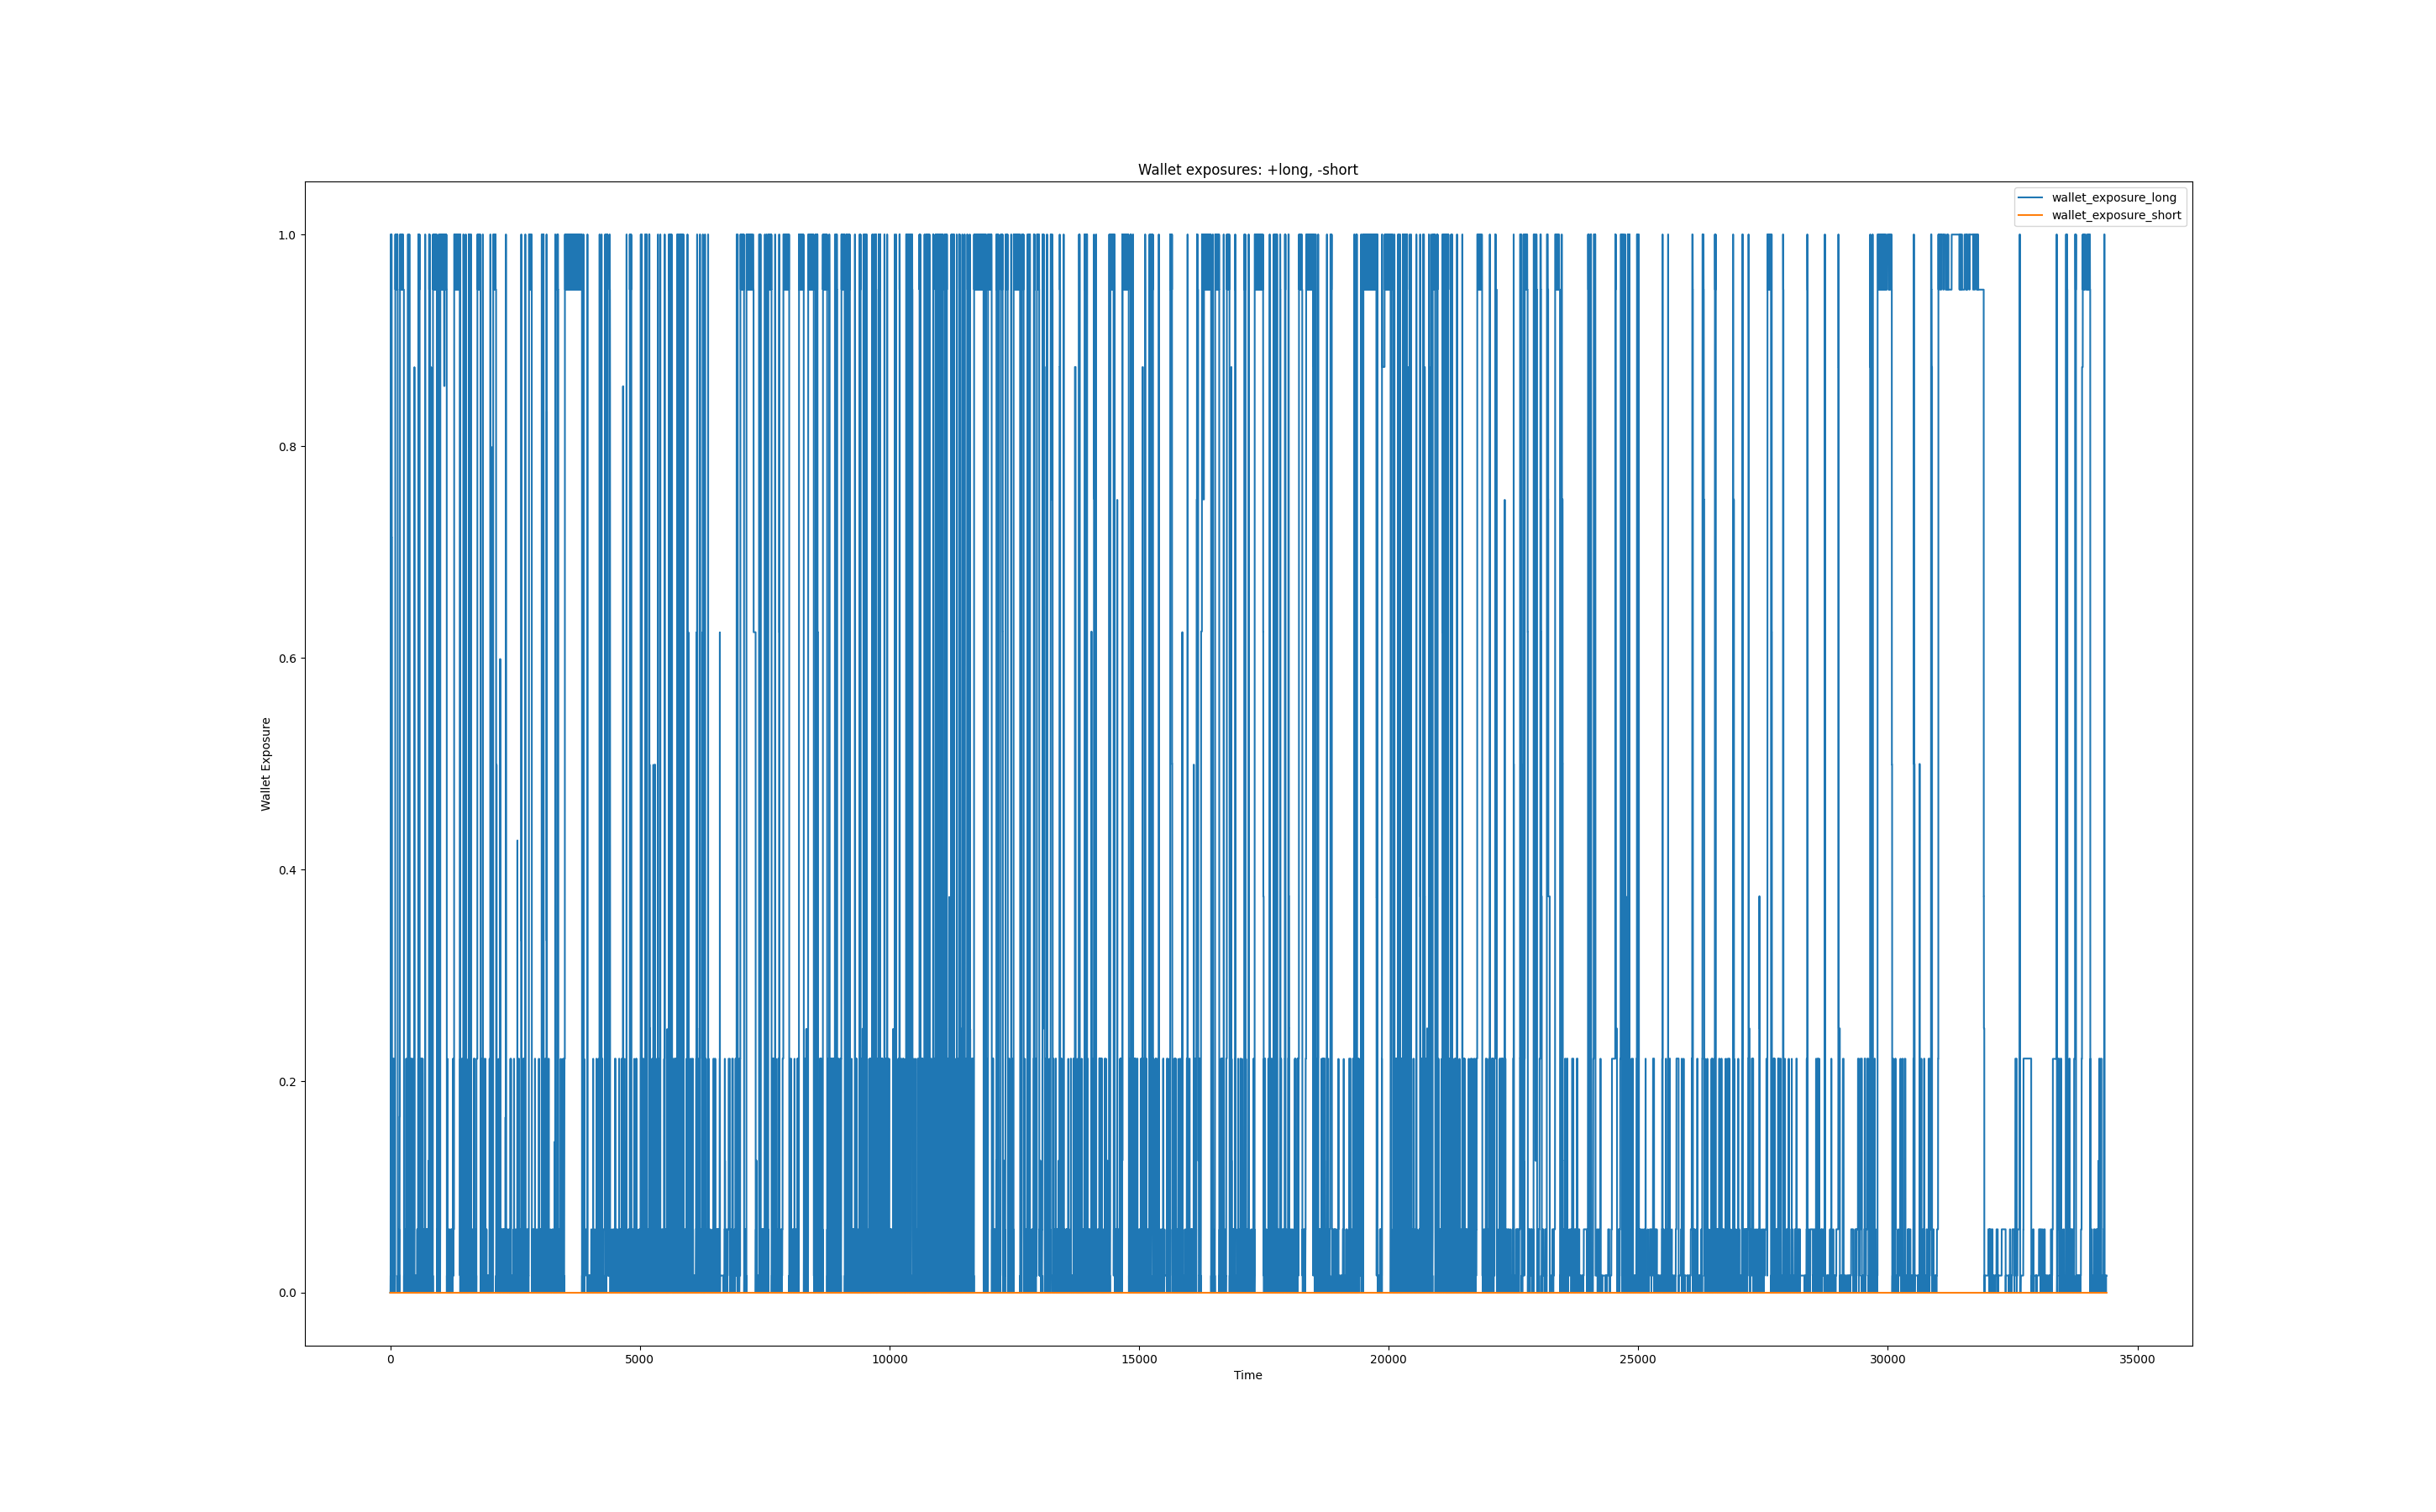 Wallet exposures: +long, -short
wallet_exposure_long
wallet_exposure_short
1.0
0.8
0.6
0.4
0.2
0.0
Wallet Exposure
0 5000 10000 15000 20000 25000 30000 35000
Time